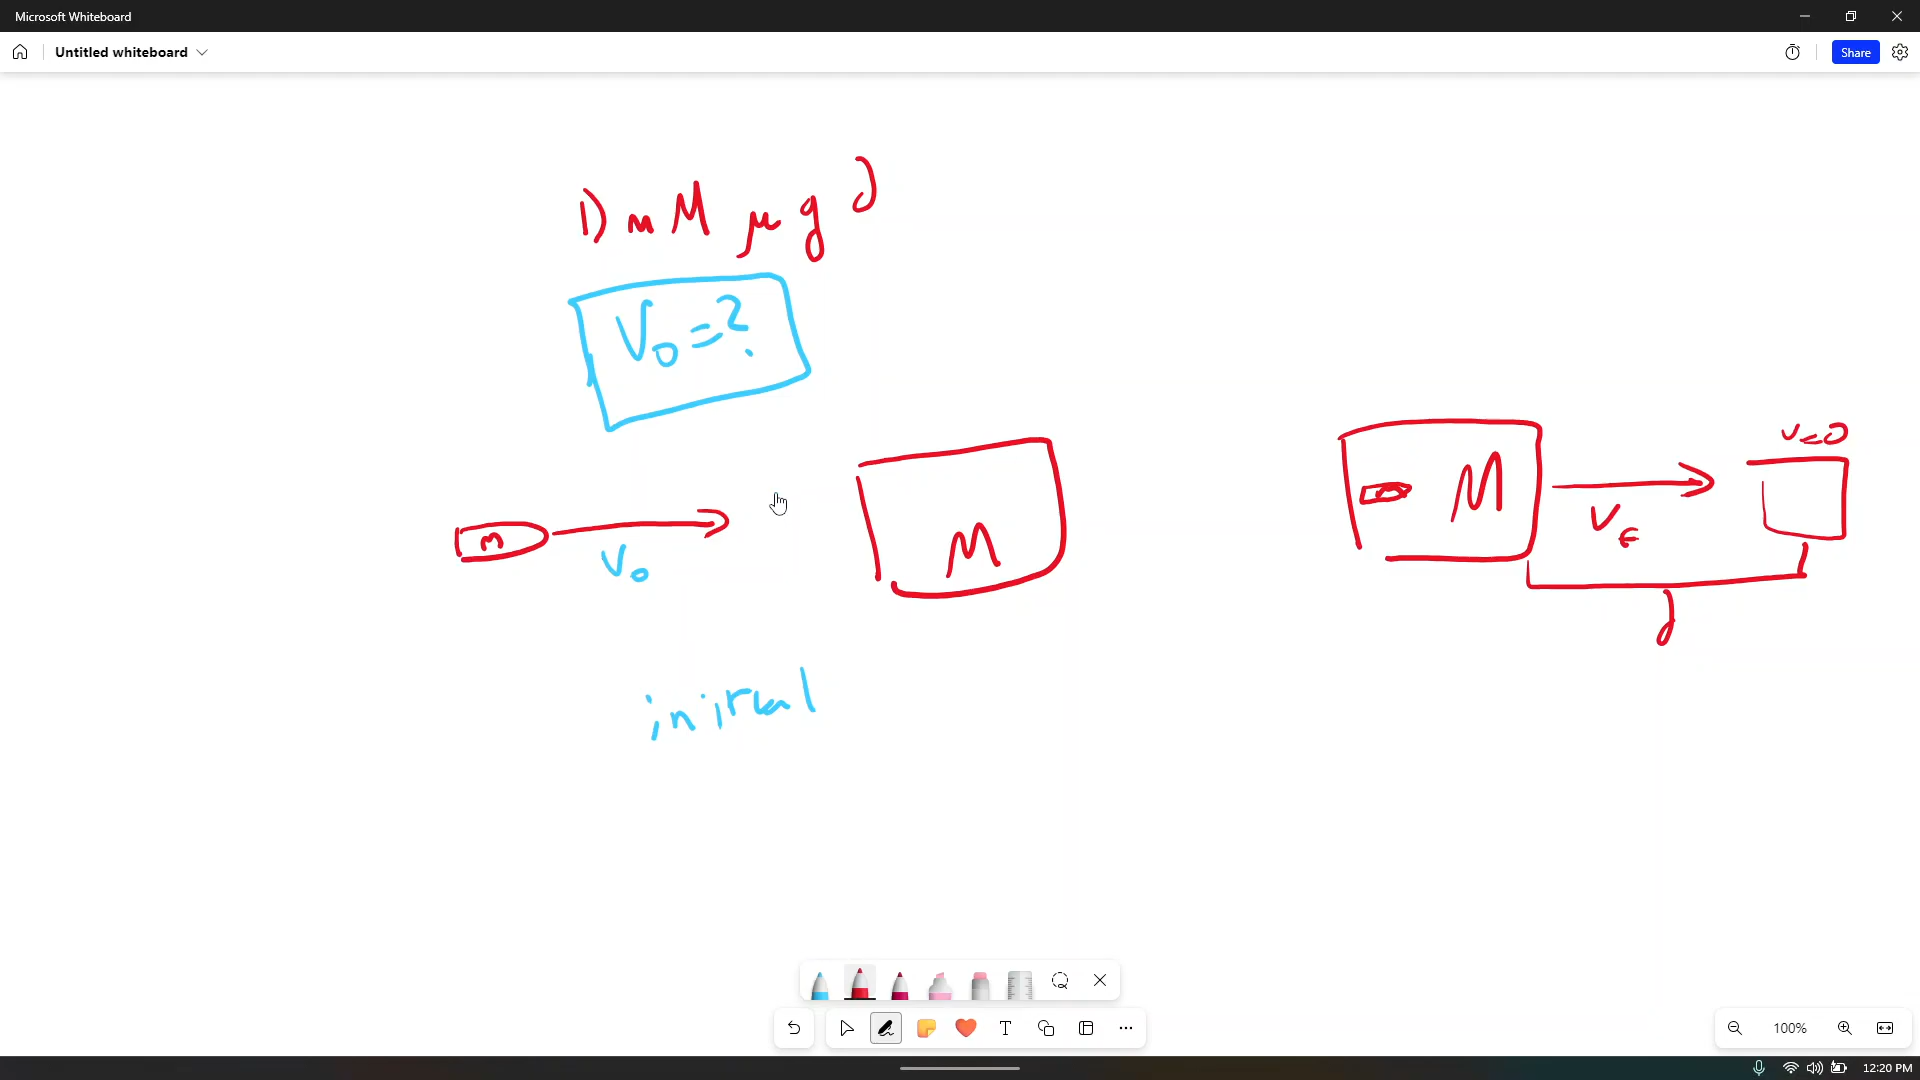 Microsoft Whiteboard
Untitled whiteboard
Share
1) m M μ g d
V₀ = ?
m
V₀
M
M
V_f
v=0
d
initial
T
100%
12:20 PM